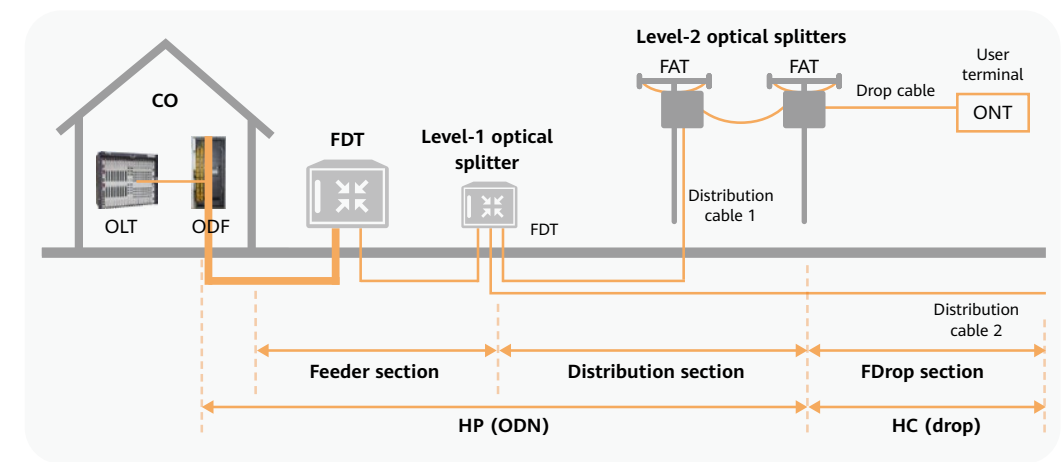 Level-2 optical splitters
FAT
FAT
User
terminal
CO
Drop cable
ONT
FDT
Level-1 optical
splitter
Distribution
cable 1
OLT
ODF
FDT
Distribution
cable 2
Feeder section
Distribution section
FDrop section
HP (ODN)
HC (drop)